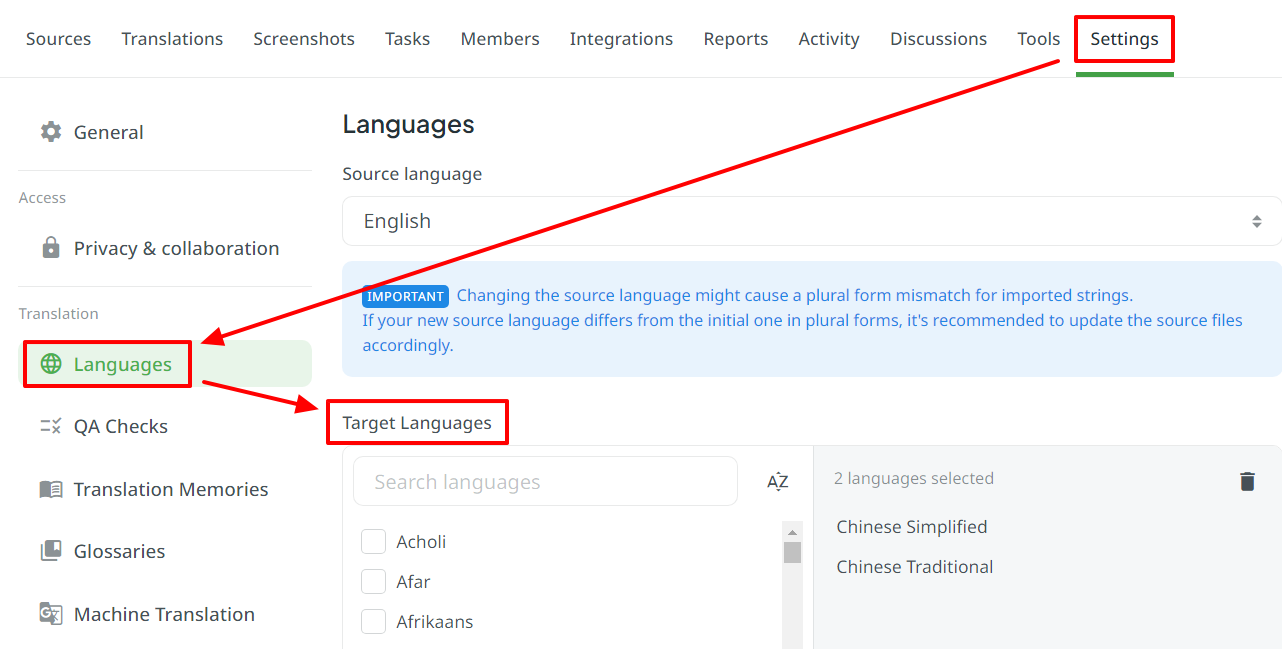 Sources Translations Screenshots Tasks Members Integrations Reports Activity Discussions Tools Settings
General
Access
Privacy & collaboration
Translation
Languages
QA Checks
Translation Memories
Glossaries
Machine Translation
Languages
Source language
English
IMPORTANT Changing the source language might cause a plural form mismatch for imported strings.
If your new source language differs from the initial one in plural forms, it's recommended to update the source files
accordingly.
Target Languages
Search languages
AZ
Acholi
Afar
Afrikaans
2 languages selected
Chinese Simplified
Chinese Traditional